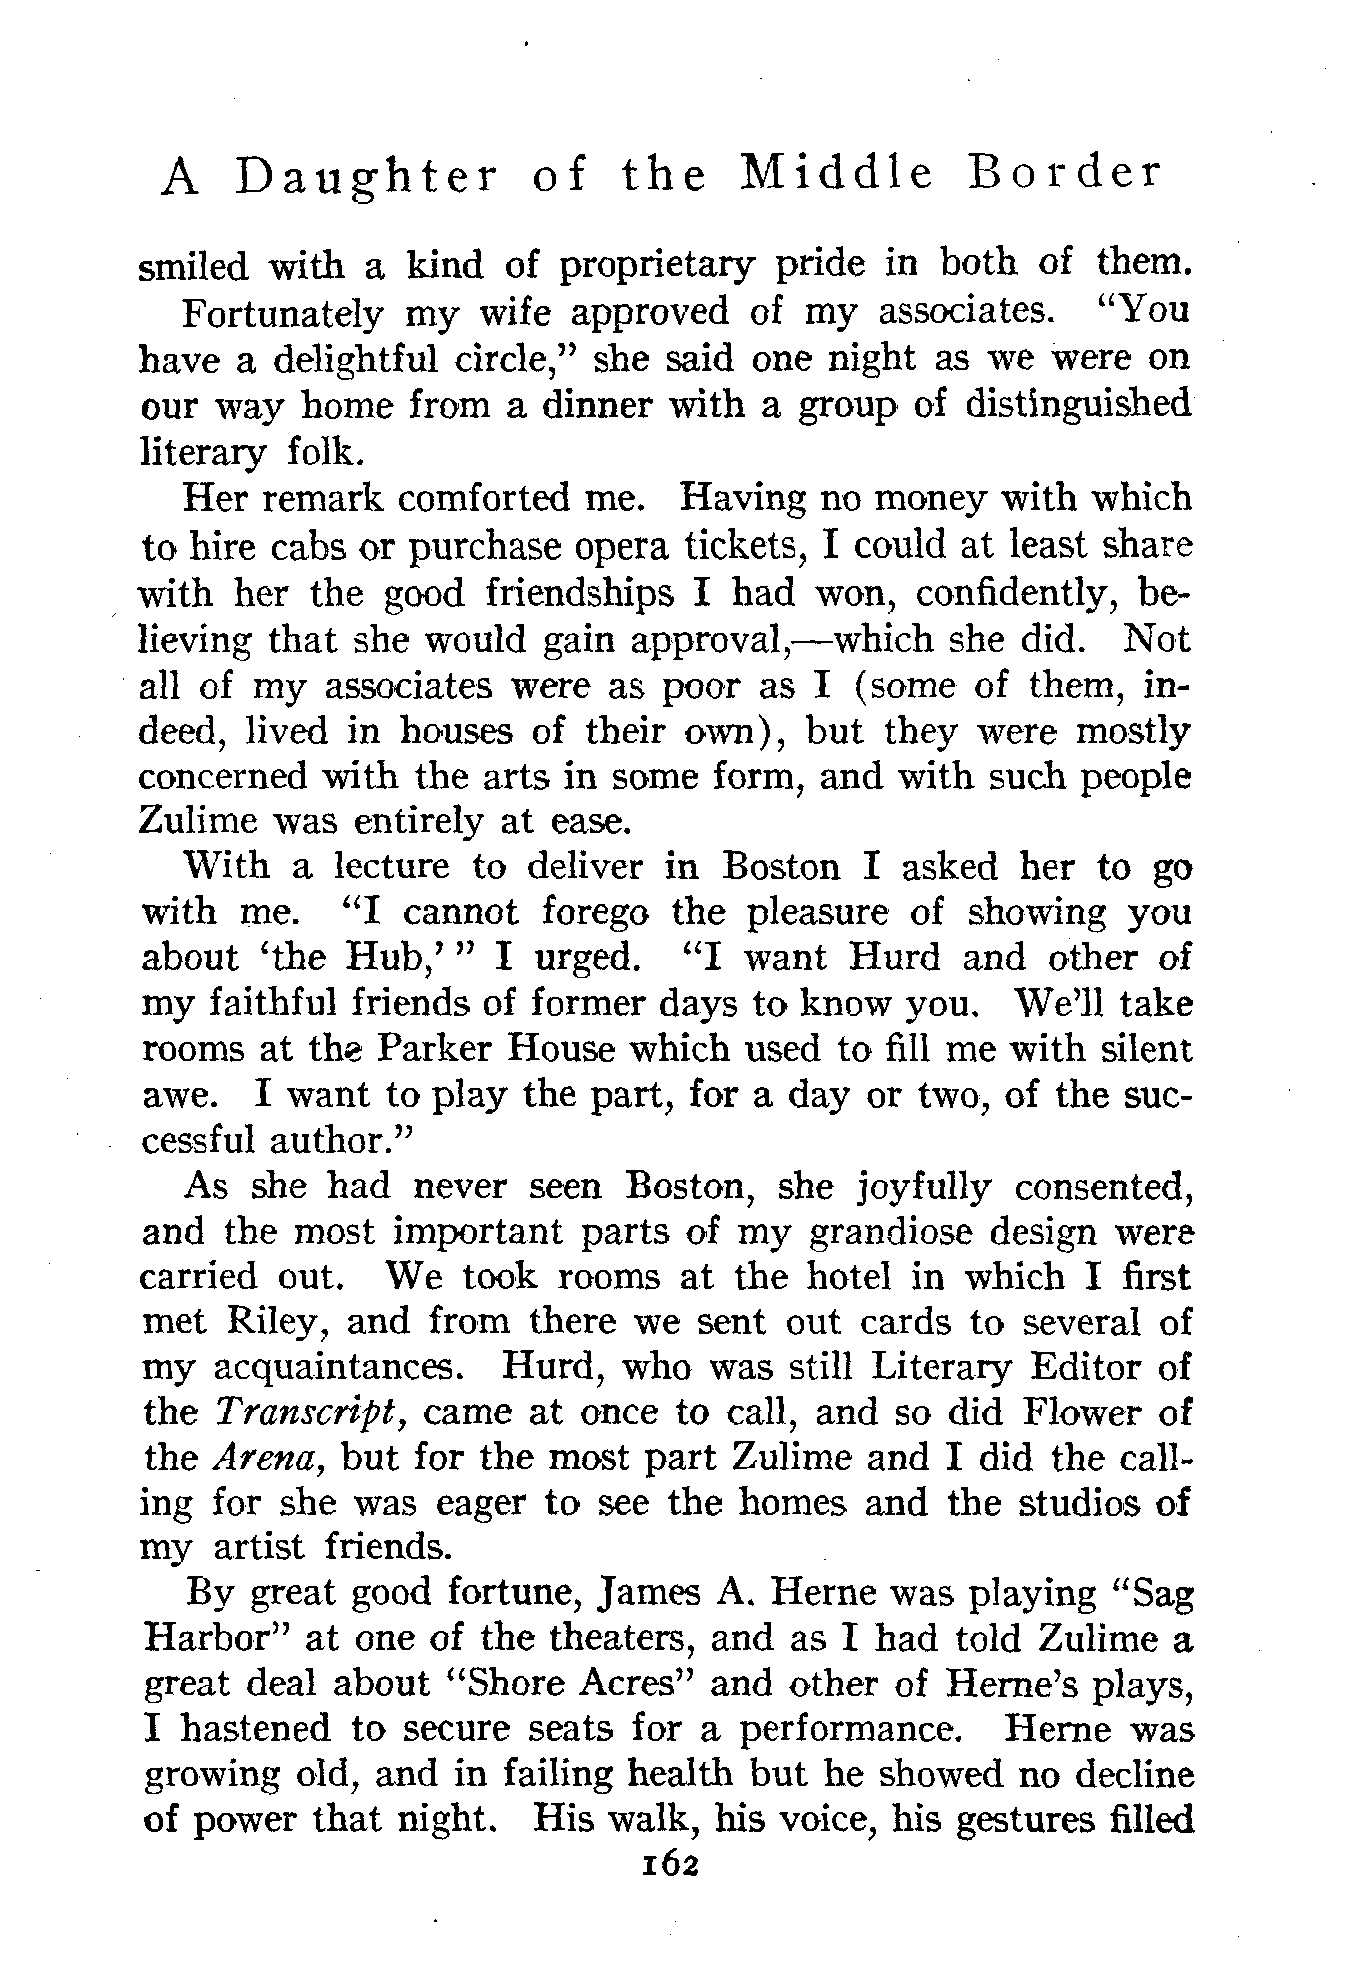 A Daughter of the Middle Border
smiled with a kind of proprietary pride in both of them.
Fortunately my wife approved of my associates. “You
have a delightful circle,” she said one night as we were on
our way home from a dinner with a group of distinguished
literary folk.
Her remark comforted me. Having no money with which
to hire cabs or purchase opera tickets, I could at least share
with her the good friendships I had won, confidently, be-
lieving that she would gain approval,—which she did. Not
all of my associates were as poor as I (some of them, in-
deed, lived in houses of their own), but they were mostly
concerned with the arts in some form, and with such people
Zulime was entirely at ease.
With a lecture to deliver in Boston I asked her to go
with me. “I cannot forego the pleasure of showing you
about ‘the Hub,’ ” I urged. “I want Hurd and other of
my faithful friends of former days to know you. We’ll take
rooms at the Parker House which used to fill me with silent
awe. I want to play the part, for a day or two, of the suc-
cessful author.”
As she had never seen Boston, she joyfully consented,
and the most important parts of my grandiose design were
carried out. We took rooms at the hotel in which I first
met Riley, and from there we sent out cards to several of
my acquaintances. Hurd, who was still Literary Editor of
the Transcript, came at once to call, and so did Flower of
the Arena, but for the most part Zulime and I did the call-
ing for she was eager to see the homes and the studios of
my artist friends.
By great good fortune, James A. Herne was playing “Sag
Harbor” at one of the theaters, and as I had told Zulime a
great deal about “Shore Acres” and other of Herne’s plays,
I hastened to secure seats for a performance. Herne was
growing old, and in failing health but he showed no decline
of power that night. His walk, his voice, his gestures filled
162